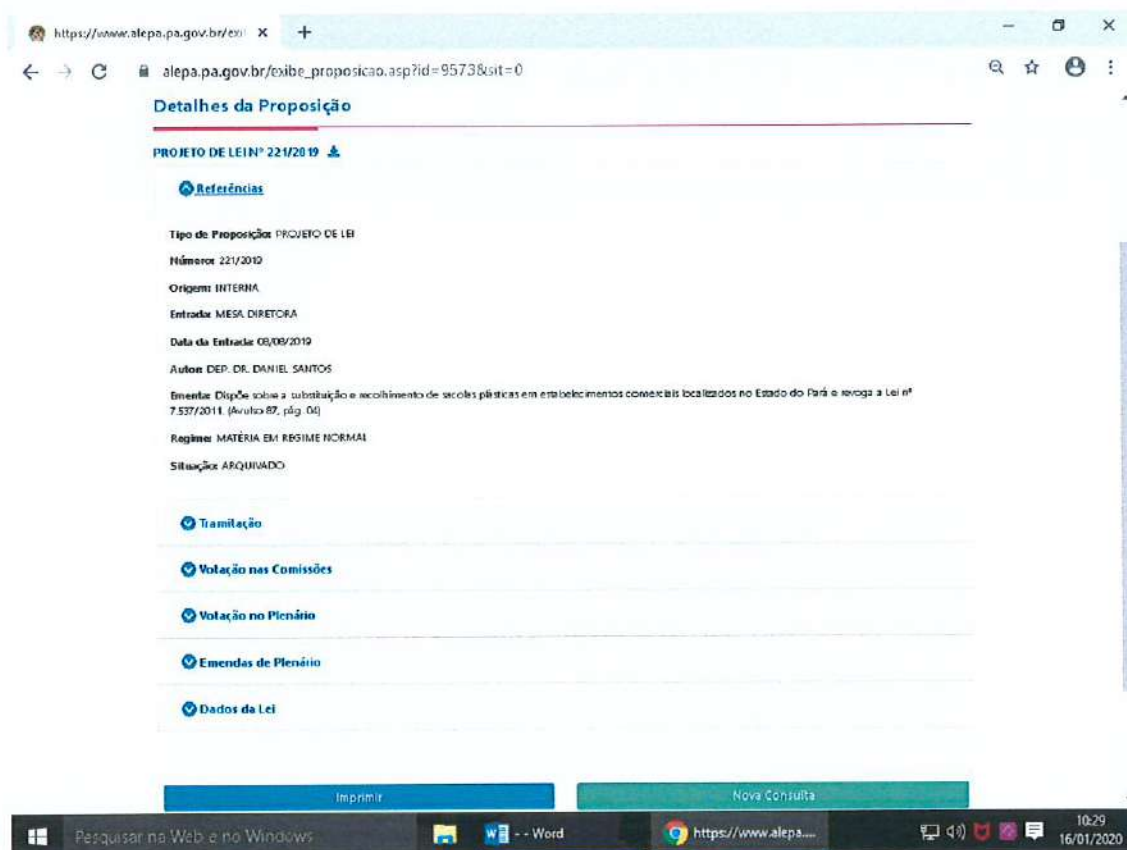 https://www.alepa.pa.gov.br/exi
alepa.pa.gov.br/exibe_proposicao.asp?id=9573&sit=0
Detalhes da Proposição
PROJETO DE LEI Nº 221/2019
Referências
Tipo de Proposição: PROJETO DE LEI
Número: 221/2019
Origem: INTERNA
Entrada: MESA DIRETORA
Data da Entrada: 08/08/2019
Autor: DEP. DR. DANIEL SANTOS
Ementa: Dispõe sobre a substituição e recolhimento de sacolas plásticas em estabelecimentos comerciais localizados no Estado do Pará e revoga a Lei nº
7.537/2011. (Avulso 87, pág. 04)
Regime: MATÉRIA EM REGIME NORMAL
Situação: ARQUIVADO
Tramitação
Votação nas Comissões
Votação no Plenário
Emendas de Plenário
Dados da Lei
Imprimir
Nova Consulta
Pesquisar na Web e no Windows
- - Word
https://www.alepa....
10:29
16/01/2020